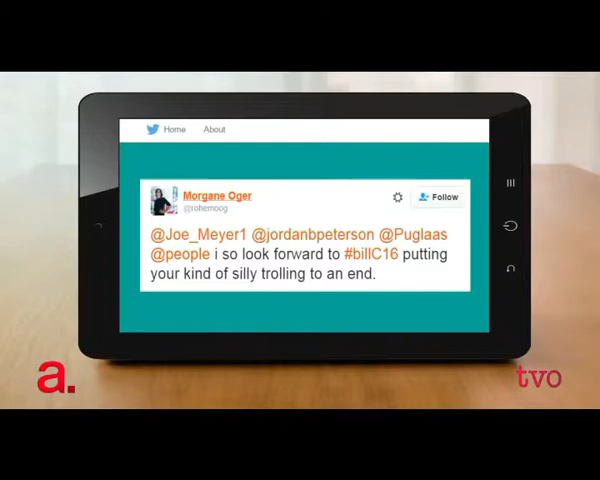 Home About
Morgane Oger
@rohemoog
Follow
@Joe_Meyer1 @jordanbpeterson @Puglaas
@people i so look forward to #billC16 putting
your kind of silly trolling to an end.
a.
tvo